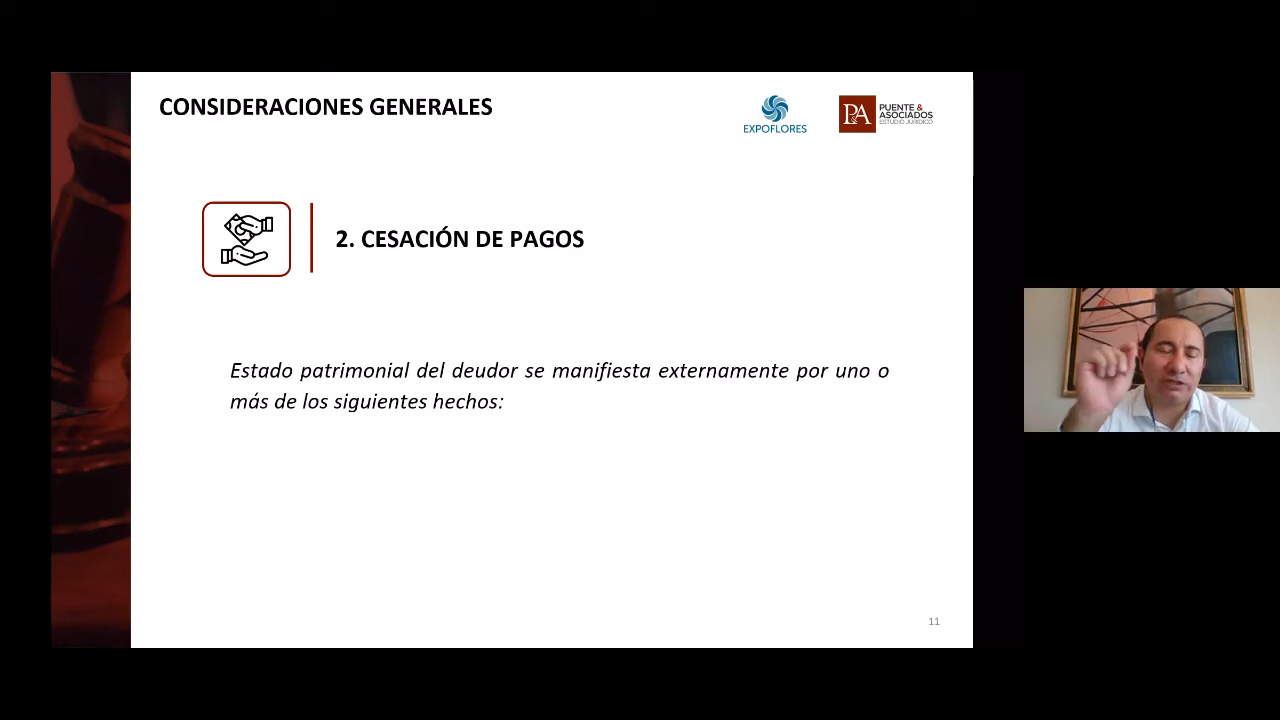 CONSIDERACIONES GENERALES
EXPOFLORES
PA
PUENTE &
ASOCIADOS
ESTUDIO JURÍDICO
2. CESACIÓN DE PAGOS
Estado patrimonial del deudor se manifiesta externamente por uno o
más de los siguientes hechos:
11